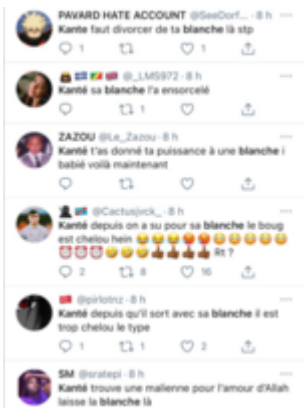 PAVARD HATE ACCOUNT @SeeDorf... · 8 h
Kante faut divorcer de ta blanche là stp
1 1
@_LMS972 · 8 h
Kanté sa blanche l'a ensorcelé
1
ZAZOU @Le_Zazou · 8 h
Kanté t'as donné ta puissance à une blanche i
babié voilà maintenant
@Cactusjvck_ · 8 h
Kanté depuis on a su pour sa blanche le boug
est chelou hein Rt ?
2 8 16
@pirlotnz · 8 h
Kanté depuis qu'il sort avec sa blanche il est
trop chelou le type
1 1 2
SM @sratepi · 8 h
Kanté trouve une malienne pour l'amour d'Allah
laisse la blanche là